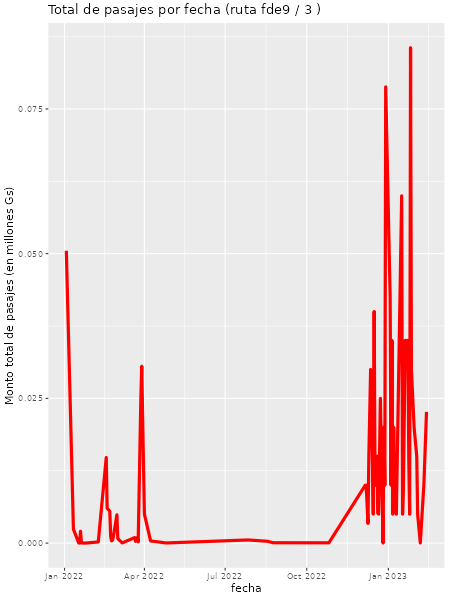 Total de pasajes por fecha (ruta fde9 / 3 )
Monto total de pasajes (en millones Gs)
0.075
0.050
0.025
0.000
Jan 2022
Apr 2022
Jul 2022
Oct 2022
Jan 2023
fecha